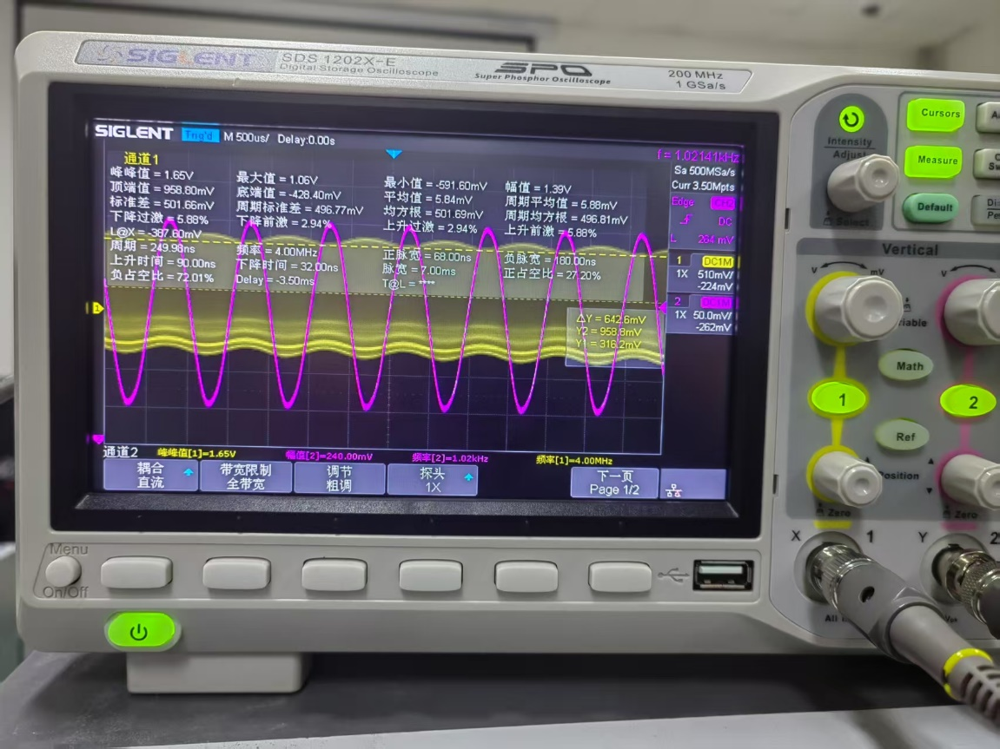 SIGLENT
SDS 1202X-E
Digital Storage Oscilloscope
SPO
Super Phosphor Oscilloscope
200 MHz
1 GSa/s
SIGLENT Trig'd M 500us/ Delay:0.00s
f = 1.02141kHz
Sa 500MSa/s
Curr 3.50Mpts
Edge CH2
DC
L 264 mV
1 DC1M
1X 510mV/
-224mV
2 DC1M
1X 50.0mV/
-262mV
通道1
峰峰值 = 1.65V 最大值 = 1.06V 最小值 = -591.60mV 幅值 = 1.39V
顶端值 = 958.80mV 底端值 = -428.40mV 平均值 = 5.84mV 周期平均值 = 5.88mV
标准差 = 501.66mV 周期标准差 = 496.77mV 均方根 = 501.69mV 周期均方根 = 496.81mV
下降过激 = 5.88% 下降前激 = 2.94% 上升过激 = 2.94% 上升前激 = 5.88%
L@X = -387.60mV
周期 = 249.98ns 频率 = 4.00MHz 正脉宽 = 68.00ns 负脉宽 = 180.00ns
上升时间 = 90.00ns 下降时间 = 32.00ns 脉宽 = 7.00ms 正占空比 = 27.20%
负占空比 = 72.01% Delay = -3.50ms T@L = ****
ΔY = 642.6mV
Y2 = 958.8mV
Y1 = 316.2mV
1
通道2 峰峰值[1]=1.65V 幅值[2]=240.00mV 频率[2]=1.02kHz 频率[1]=4.00MHz
耦合
直流
带宽限制
全带宽
调节
粗调
探头
1X
下一页
Page 1/2
Menu
On/Off
Intensity
Adjust
Select
Cursors
Measure
Default
Vertical
V mV
V
1
2
Math
Ref
Position
Zero
Zero
X 1
Y 2